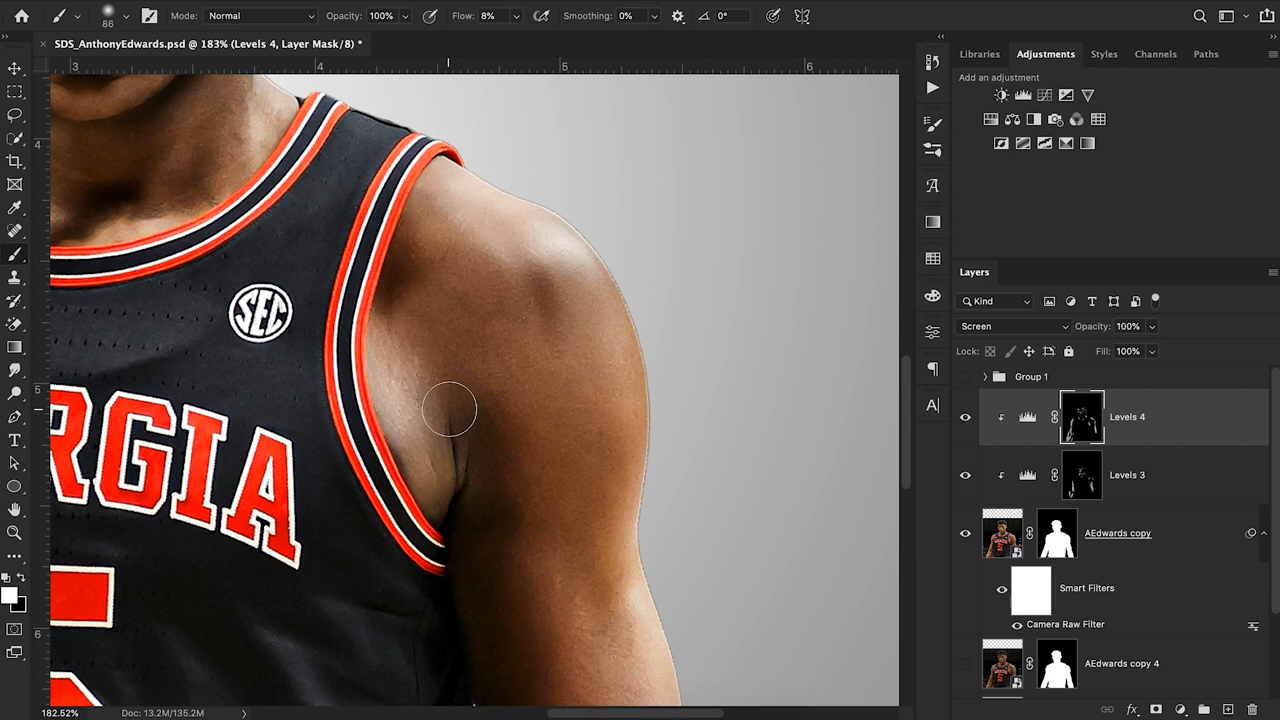 86 Mode: Normal Opacity: 100% Flow: 8% Smoothing: 0% 0°
SDS_AnthonyEdwards.psd @ 183% (Levels 4, Layer Mask/8) *
Libraries Adjustments Styles Channels Paths
3 4 5 6
Add an adjustment
4
SEC
5
RGIA
6
Layers
Kind
Screen Opacity: 100%
Lock: Fill: 100%
Group 1
Levels 4
Levels 3
AEdwards copy
Smart Filters
Camera Raw Filter
AEdwards copy 4
182.52% Doc: 13.2M/135.2M